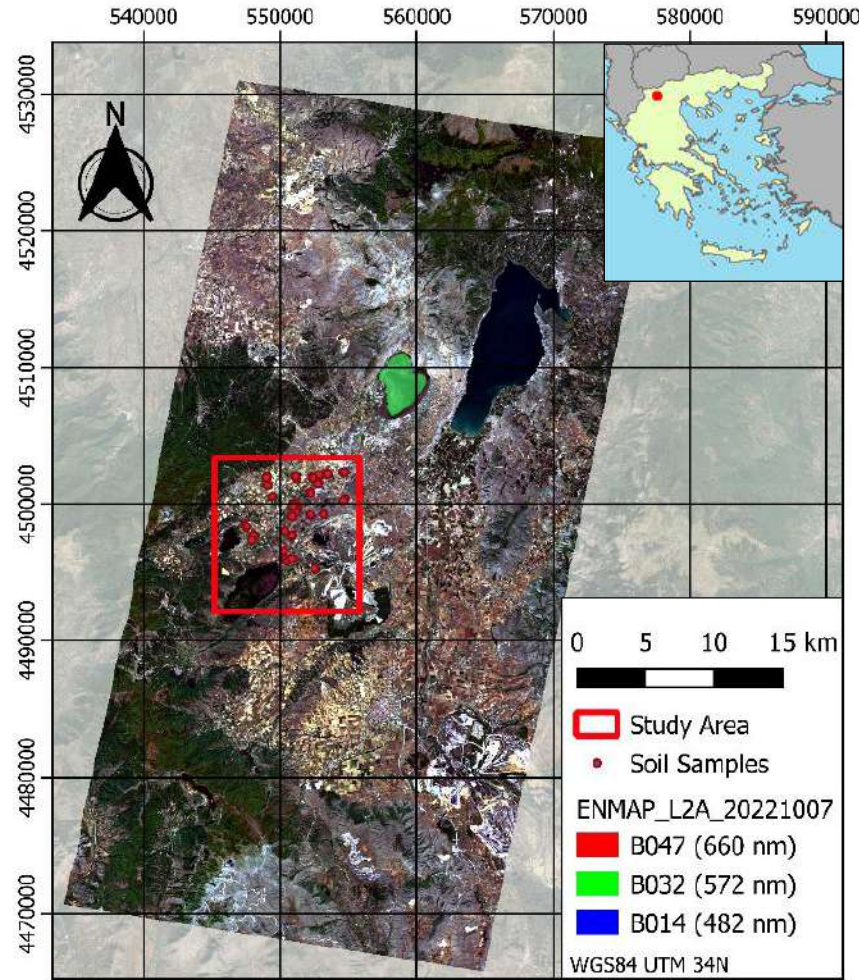 540000 550000 560000 570000 580000 590000
4530000
4520000
4510000
4500000
4490000
4480000
4470000
N
0 5 10 15 km
Study Area
Soil Samples
ENMAP_L2A_20221007
B047 (660 nm)
B032 (572 nm)
B014 (482 nm)
WGS84 UTM 34N